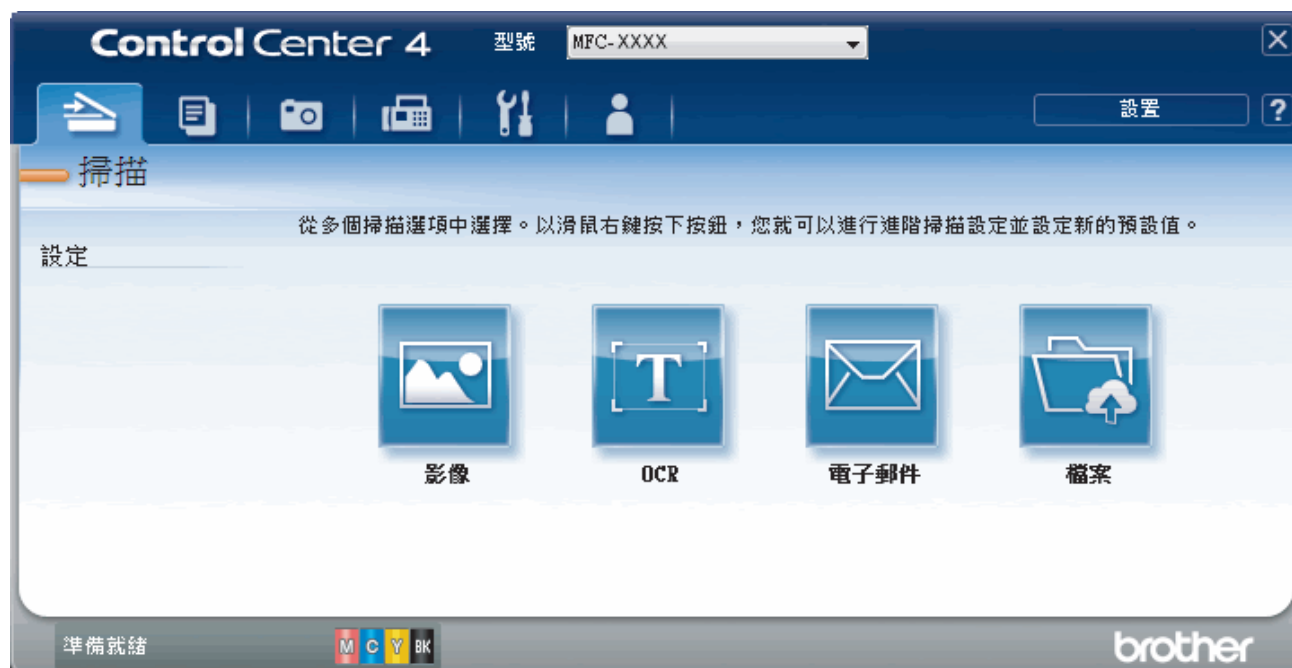 Control Center 4 型號 MFC-XXXX
設置 ?
掃描
從多個掃描選項中選擇。以滑鼠右鍵按下按鈕，您就可以進行進階掃描設定並設定新的預設值。
設定
T
影像 OCR 電子郵件 檔案
準備就緒 M C Y BK brother